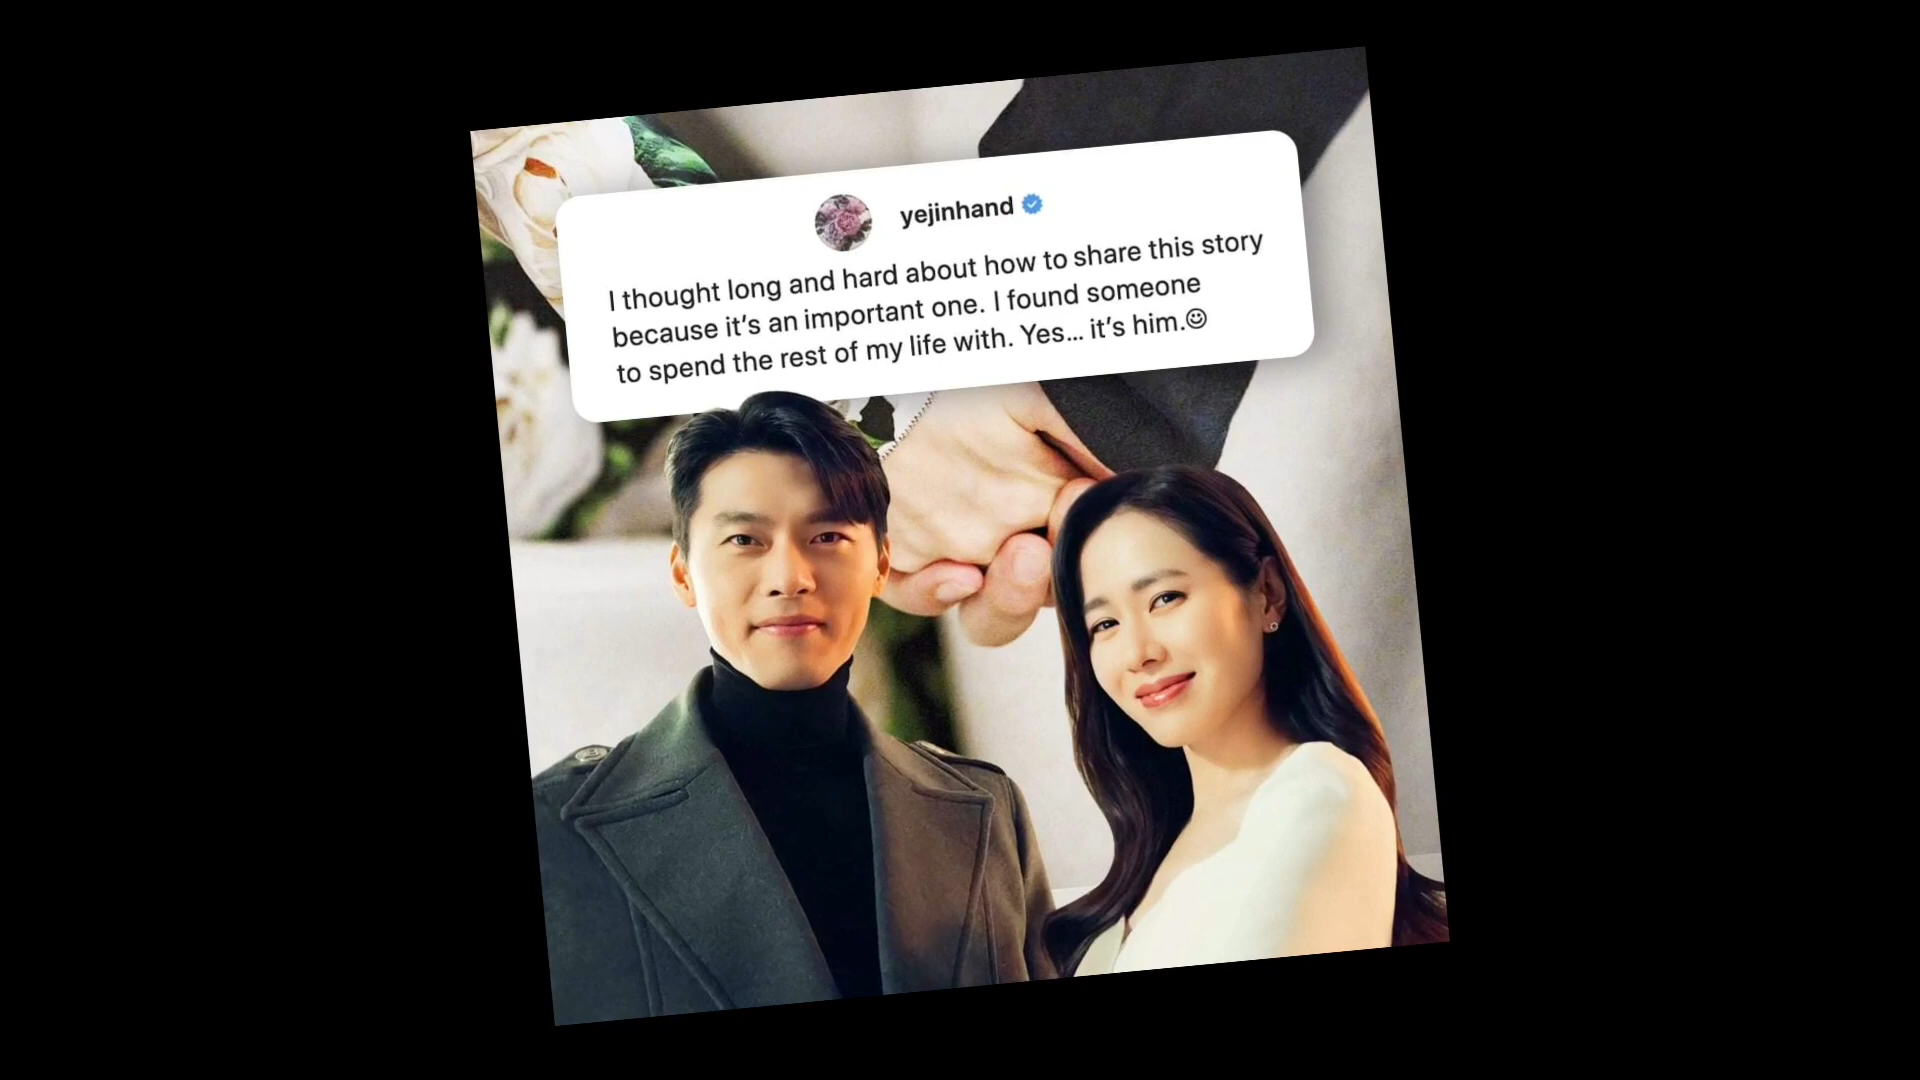 yejinhand
I thought long and hard about how to share this story
because it’s an important one. I found someone
to spend the rest of my life with. Yes... it’s him.☺